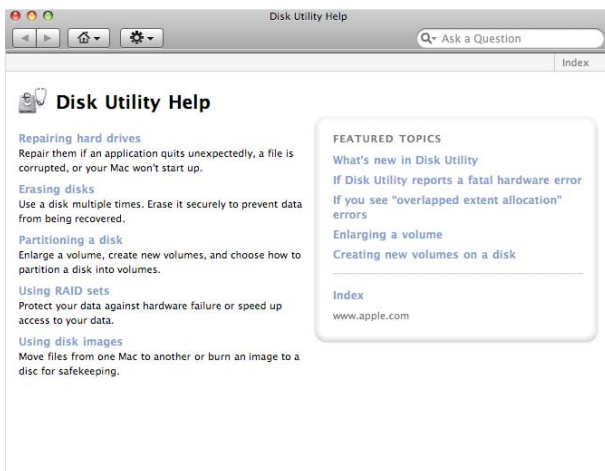 Disk Utility Help
Ask a Question
Index
Disk Utility Help
Repairing hard drives
Repair them if an application quits unexpectedly, a file is
corrupted, or your Mac won't start up.
Erasing disks
Use a disk multiple times. Erase it securely to prevent data
from being recovered.
Partitioning a disk
Enlarge a volume, create new volumes, and choose how to
partition a disk into volumes.
Using RAID sets
Protect your data against hardware failure or speed up
access to your data.
Using disk images
Move files from one Mac to another or burn an image to a
disc for safekeeping.
FEATURED TOPICS
What's new in Disk Utility
If Disk Utility reports a fatal hardware error
If you see "overlapped extent allocation"
errors
Enlarging a volume
Creating new volumes on a disk
Index
www.apple.com